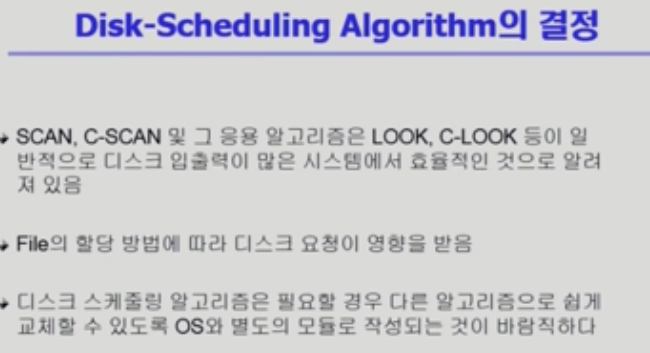 Disk-Scheduling Algorithm의 결정
SCAN, C-SCAN 및 그 응용 알고리즘은 LOOK, C-LOOK 등이 일
반적으로 디스크 입출력이 많은 시스템에서 효율적인 것으로 알려
져 있음
File의 할당 방법에 따라 디스크 요청이 영향을 받음
디스크 스케줄링 알고리즘은 필요할 경우 다른 알고리즘으로 쉽게
교체할 수 있도록 OS와 별도의 모듈로 작성되는 것이 바람직하다